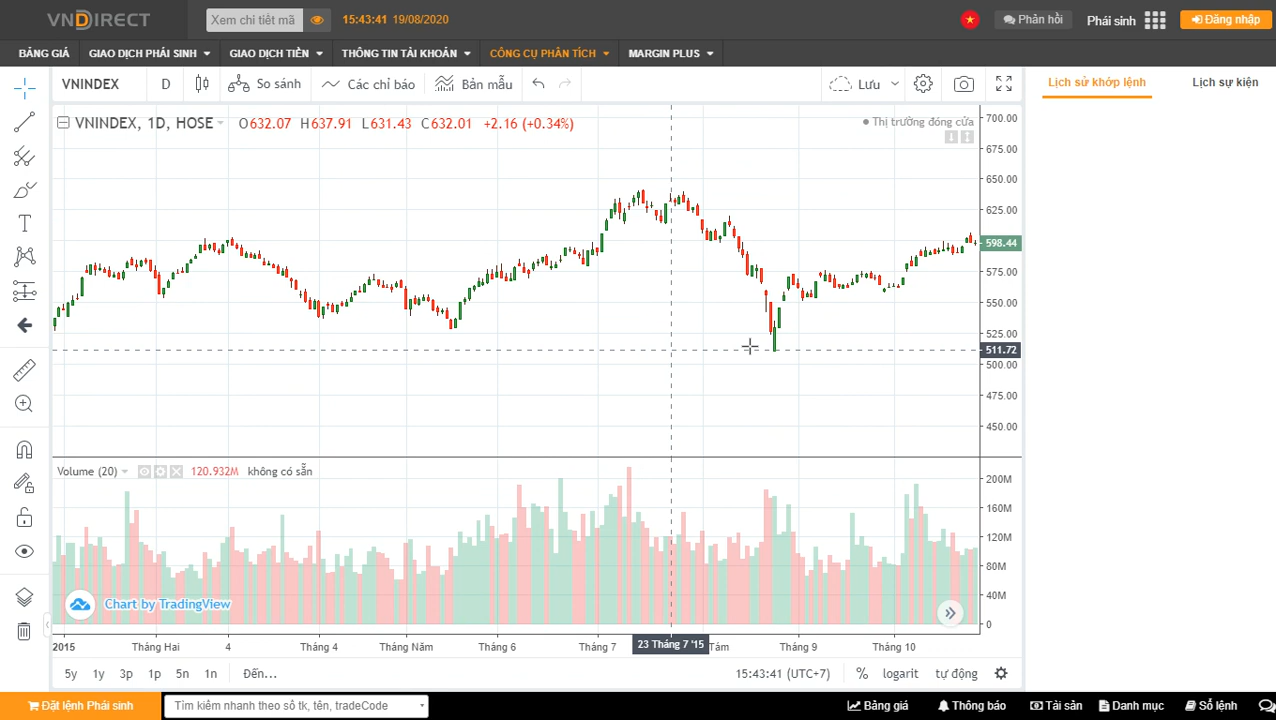 VNDIRECT
Xem chi tiết mã
15:43:41 19/08/2020
Phản hồi
Phái sinh
Đăng nhập
BẢNG GIÁ
GIAO DỊCH PHÁI SINH
GIAO DỊCH TIỀN
THÔNG TIN TÀI KHOẢN
CÔNG CỤ PHÂN TÍCH
MARGIN PLUS
VNINDEX
D
So sánh
Các chỉ báo
Bản mẫu
Lưu
Lịch sử khớp lệnh
Lịch sự kiện
VNINDEX, 1D, HOSE
O632.07 H637.91 L631.43 C632.01 +2.16 (+0.34%)
Thị trường đóng cửa
700.00
675.00
650.00
625.00
598.44
575.00
550.00
525.00
511.72
500.00
475.00
450.00
Volume (20)
120.932M
không có sẵn
200M
160M
120M
80M
40M
0
Chart by TradingView
2015
Tháng Hai
4
Tháng 4
Tháng Năm
Tháng 6
Tháng 7
23 Tháng 7 '15
Tám
Tháng 9
Tháng 10
5y
1y
3p
1p
5n
1n
Đến...
15:43:41 (UTC+7)
%
logarit
tự động
Đặt lệnh Phái sinh
Tìm kiếm nhanh theo số tk, tên, tradeCode
Bảng giá
Thông báo
Tài sản
Danh mục
Sổ lệnh